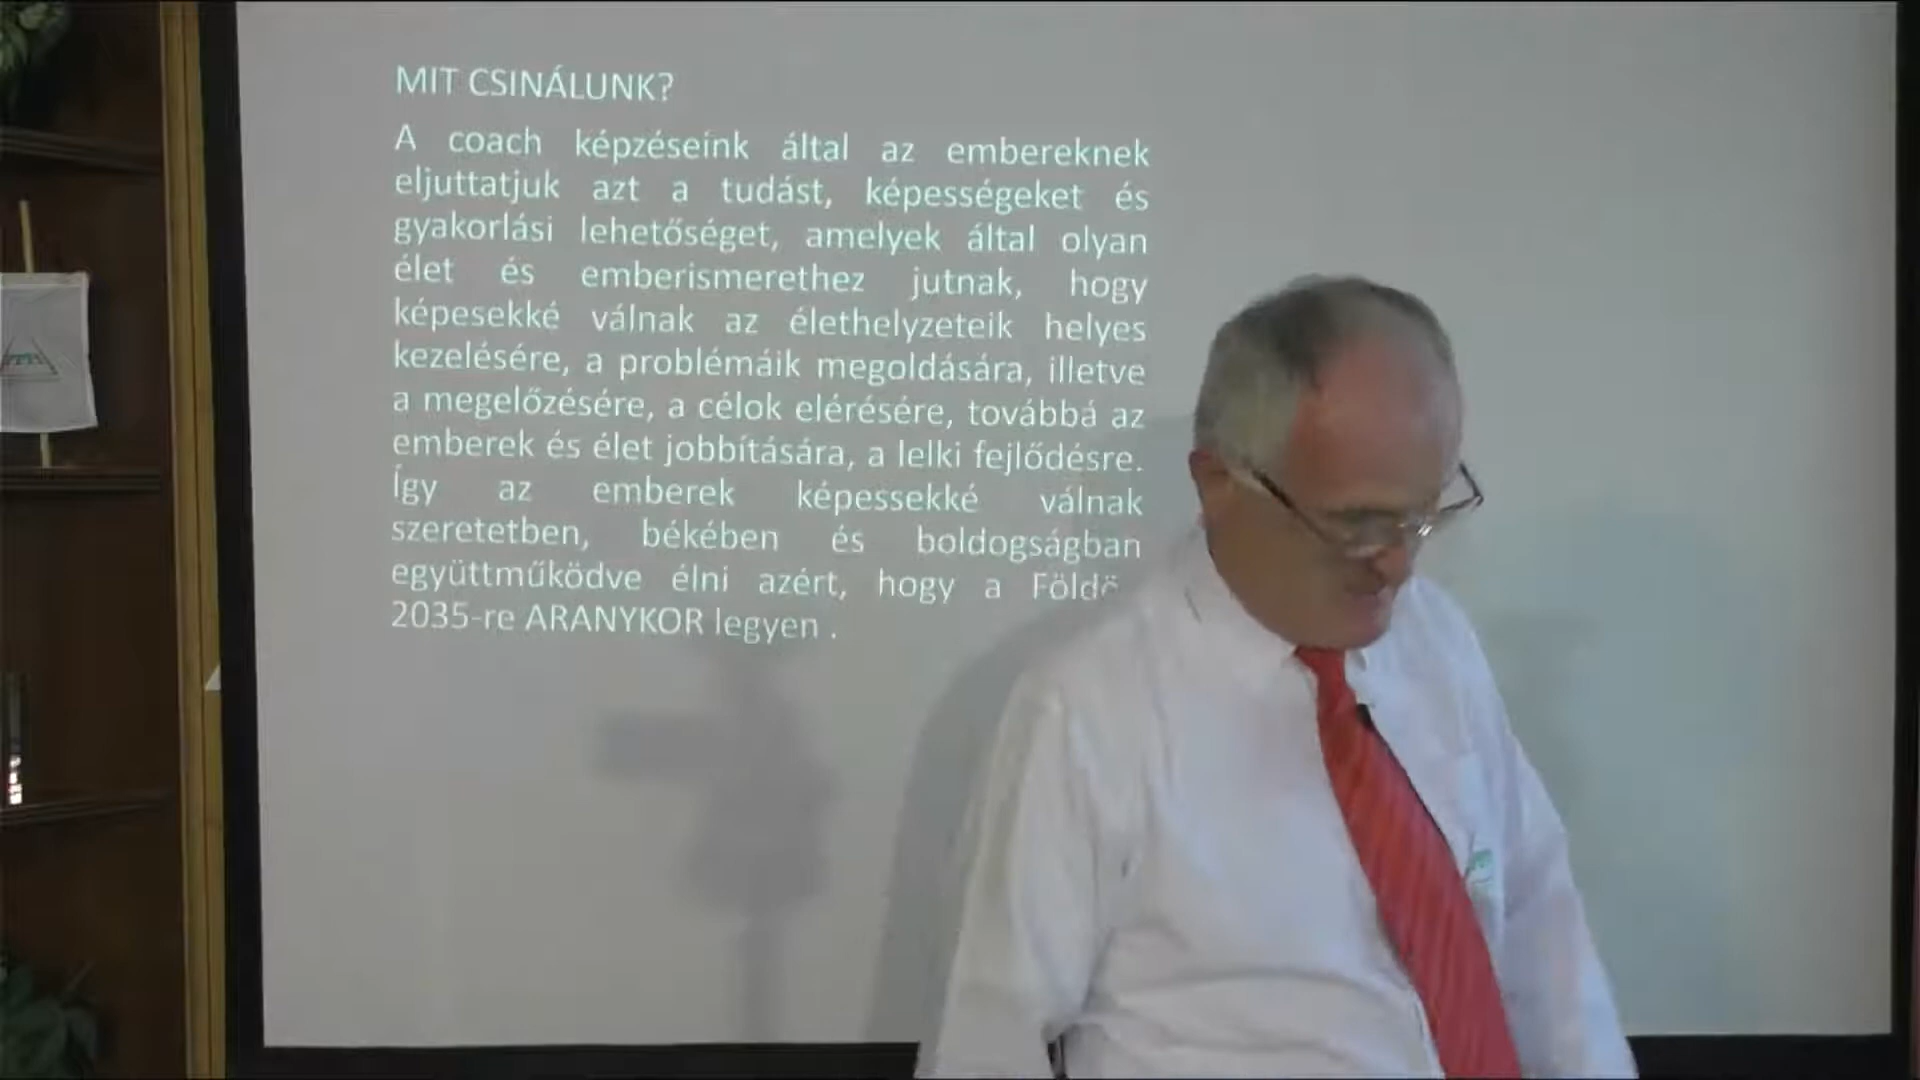 MIT CSINÁLUNK?
A coach képzéseink által az embereknek
eljuttatjuk azt a tudást, képességeket és
gyakorlási lehetőséget, amelyek által olyan
élet és emberismerethez jutnak, hogy
képesekké válnak az élethelyzeteik helyes
kezelésére, a problémáik megoldására, illetve
a megelőzésére, a célok elérésére, továbbá az
emberek és élet jobbítására, a lelki fejlődésre.
Így az emberek képessekké válnak
szeretetben, békében és boldogságban
együttműködve élni azért, hogy a
2035-re ARANYKOR legyen .